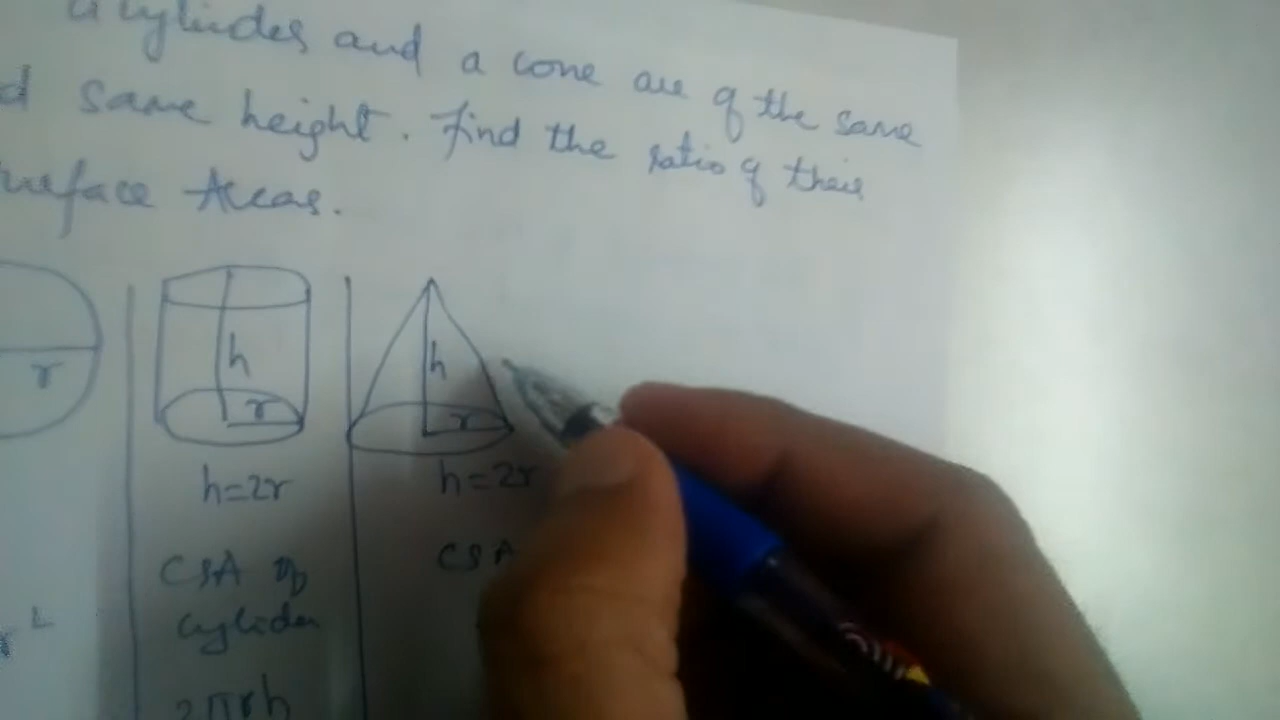 a cylinder and a cone are of the same
d same height. Find the ratio of their
urface Areas.
h
h
r
r
r
h=2r
h=2r
CSA of
CSA
cylinder
2πrh